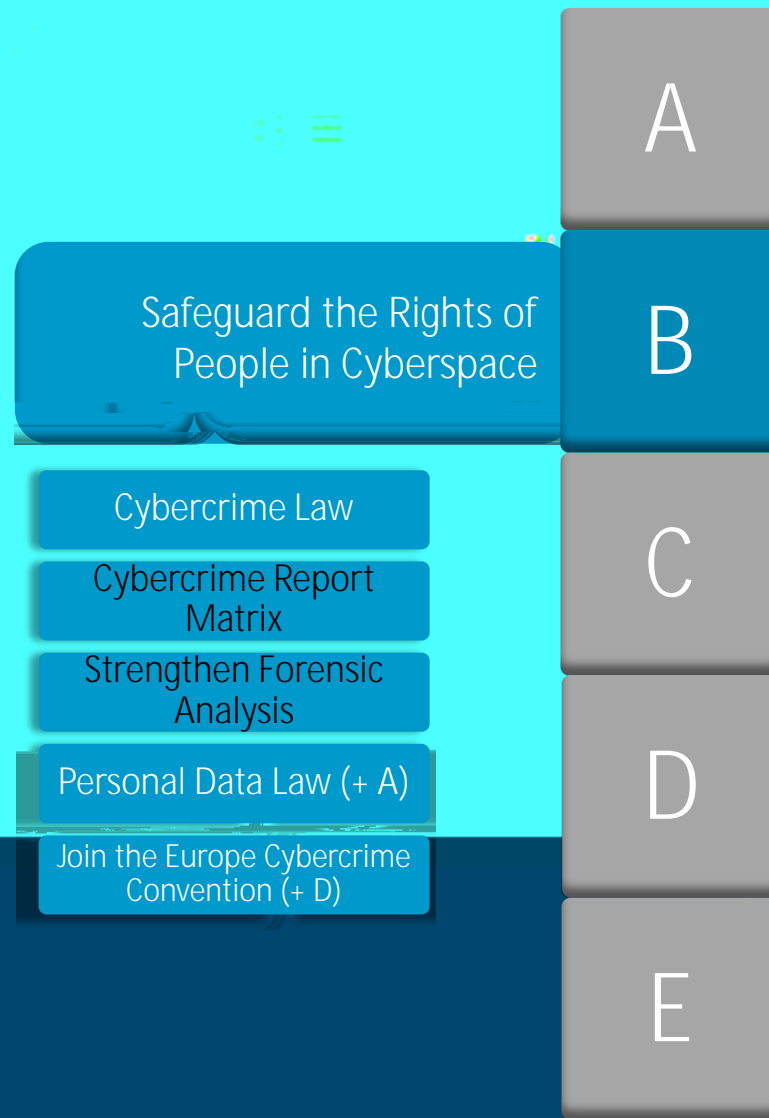 A
Safeguard the Rights of
People in Cyberspace
B
Cybercrime Law
Cybercrime Report
Matrix
C
Strengthen Forensic
Analysis
Personal Data Law (+ A)
D
Join the Europe Cybercrime
Convention (+ D)
E